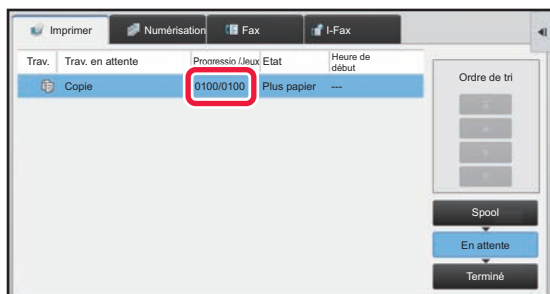 Imprimer Numérisation Fax I-Fax
Trav. Trav. en attente Progressio /Jeux Etat Heure de début
Copie 0100/0100 Plus papier ---
Ordre de tri
Spool
En attente
Terminé